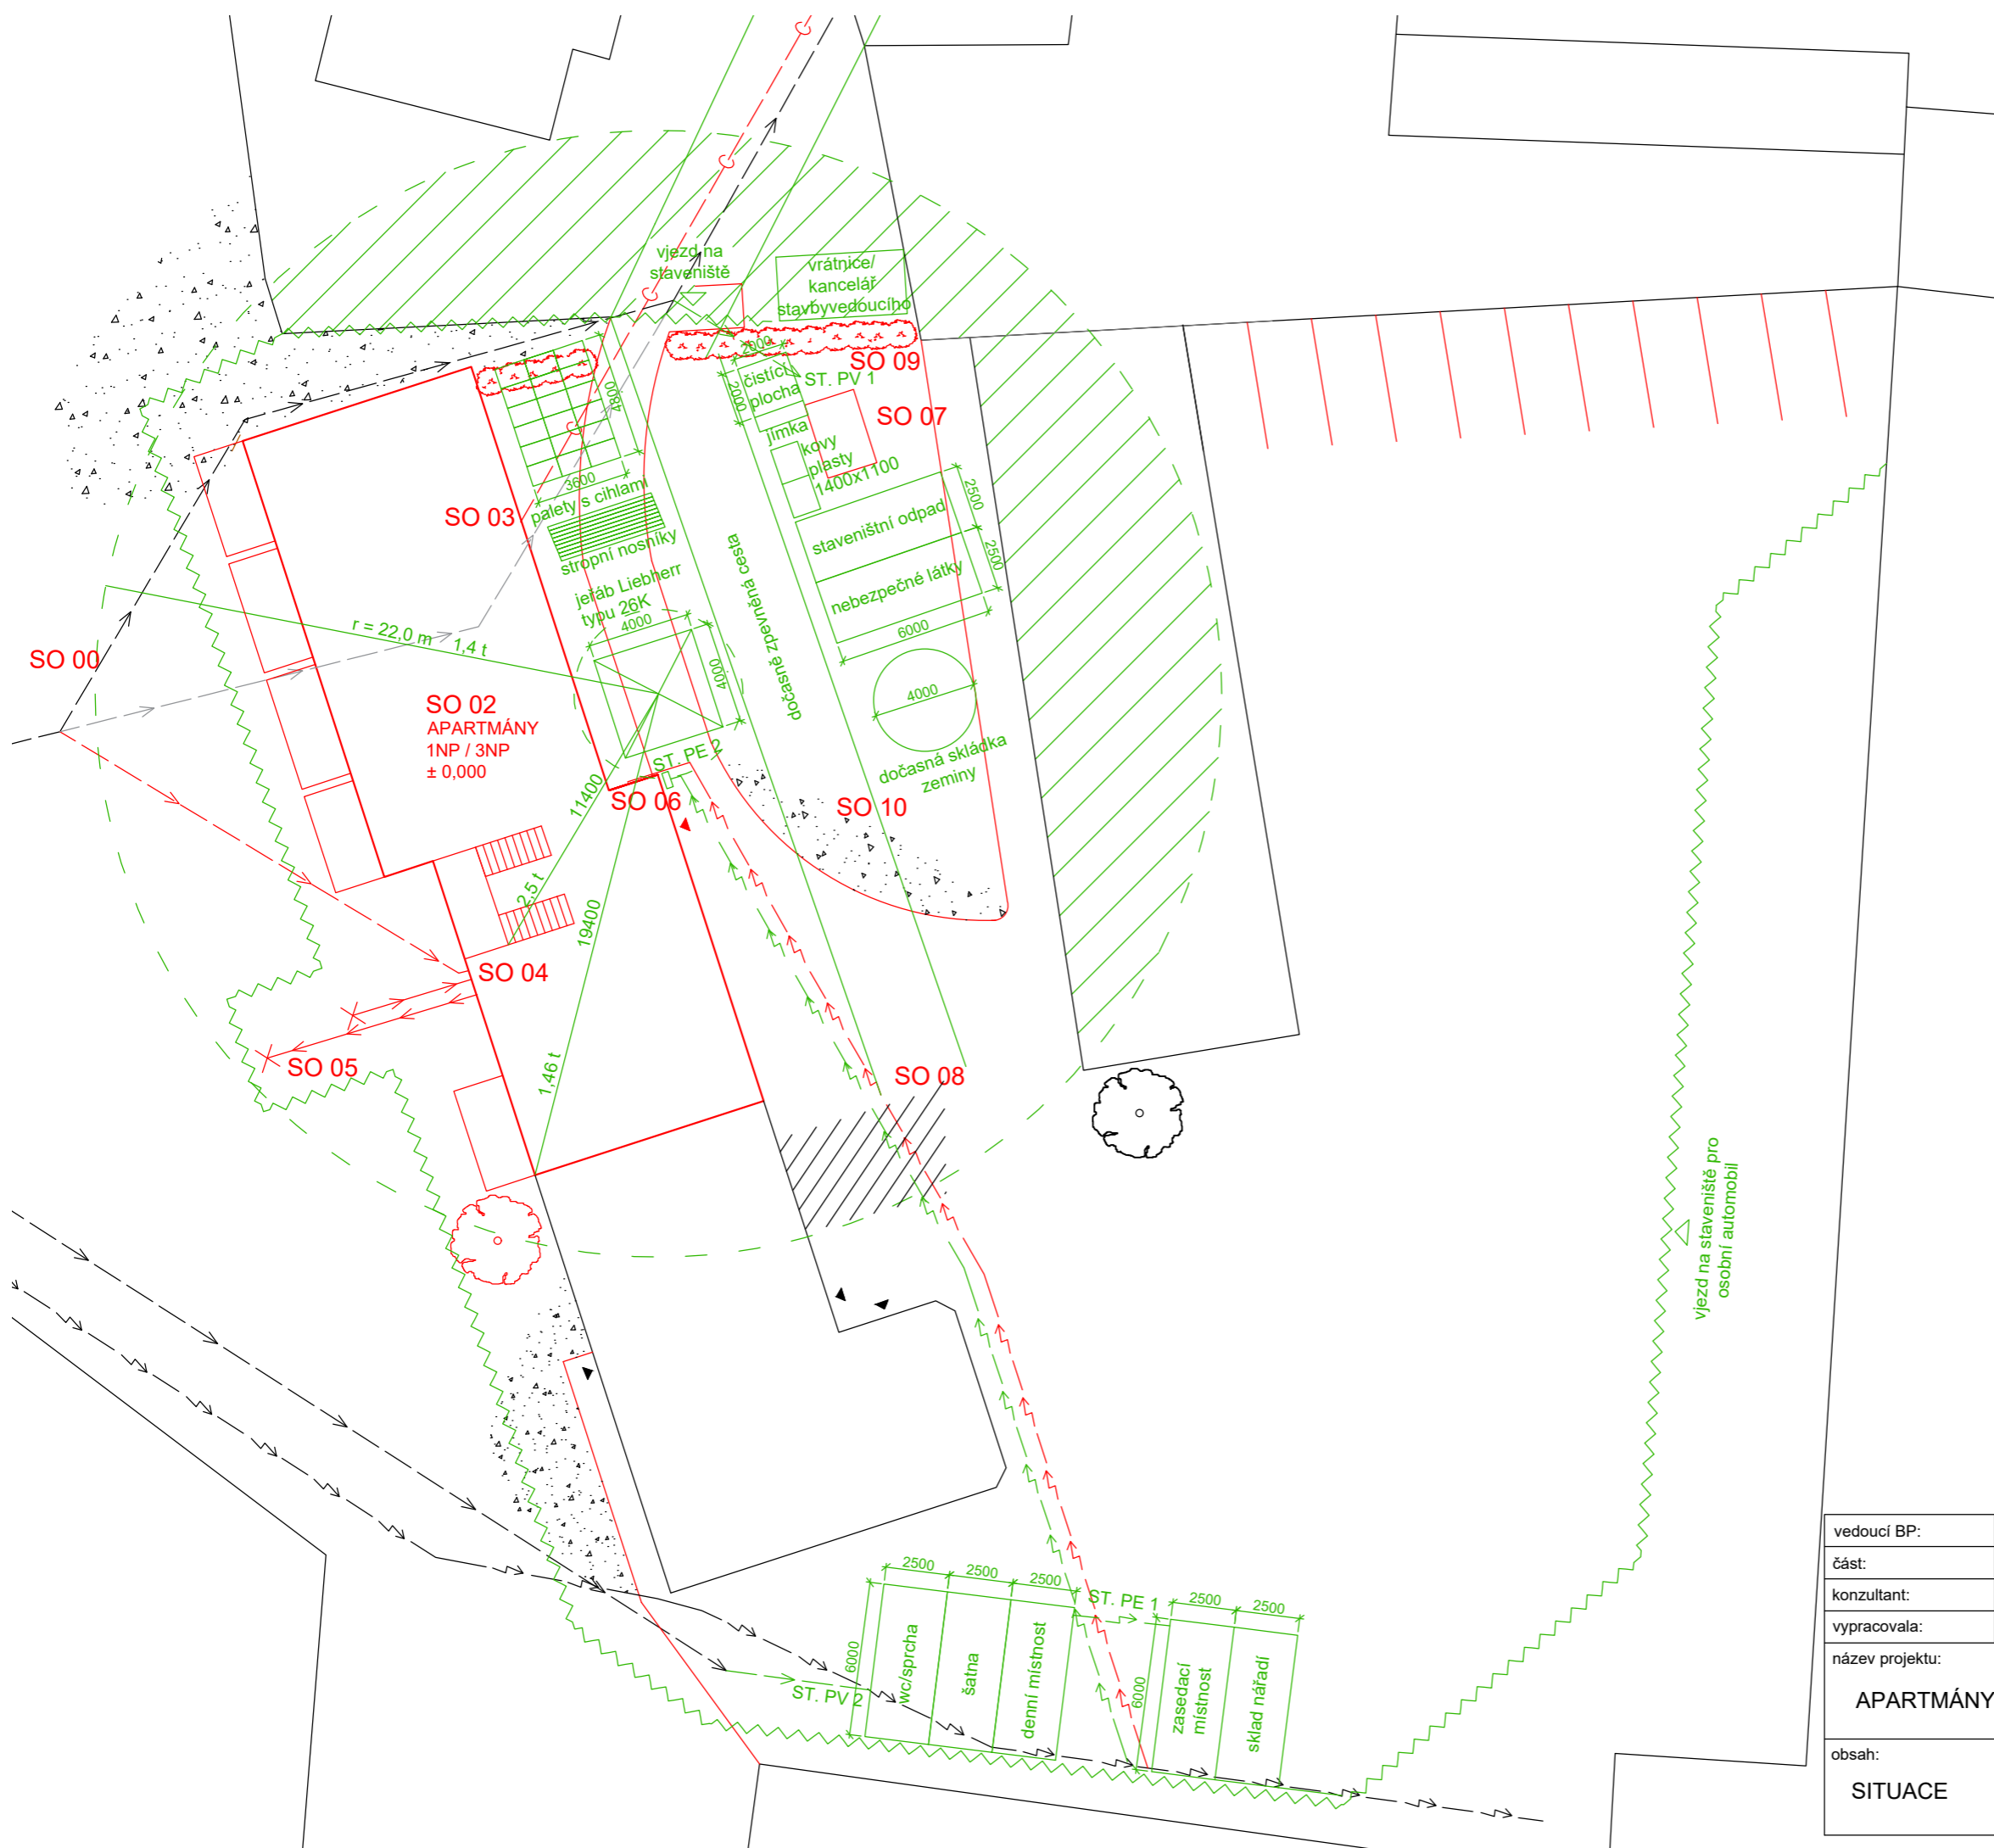 vjezd na
staveniště
vrátnice/
kancelář
stavbyvedoucího
2000
SO 09
čistící
plocha
ST. PV 1
2000
4800
SO 07
jímka
kovy
plasty
1400x1100
3600
palety s cihlami
SO 03
stropní nosníky
staveništní odpad
2500
nebezpečné látky
2500
6000
jeřáb Liebherr
typu 26K
4000
4000
dočasně zpevněná cesta
r = 22,0 m
1,4 t
SO 00
SO 02
APARTMÁNY
1NP / 3NP
± 0,000
4000
dočasná skládka
zeminy
ST. PE 2
SO 06
SO 10
11400
2,5 t
19400
SO 04
SO 05
1,46 t
SO 08
vjezd na staveniště pro
osobní automobil
2500
2500
2500
6000
wc/sprcha
šatna
denní místnost
ST. PE 1
ST. PV 2
2500
2500
6000
zasedací
místnost
sklad nářadí
vedoucí BP:
část:
konzultant:
vypracovala:
název projektu:
APARTMÁNY
obsah:
SITUACE